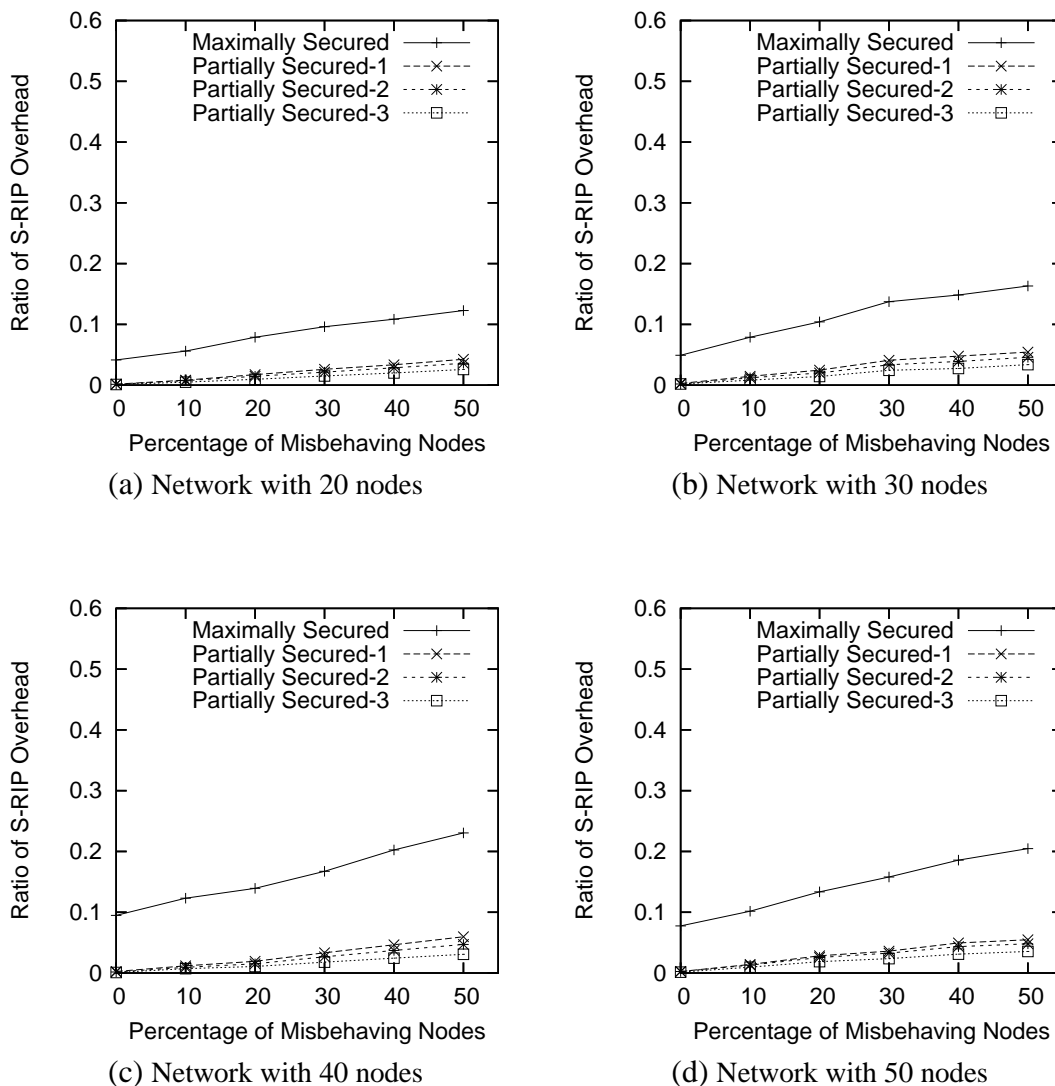 0.6
0.5
0.4
0.3
0.2
0.1
0
Ratio of S-RIP Overhead
Maximally Secured
Partially Secured-1
Partially Secured-2
Partially Secured-3
0 10 20 30 40 50
Percentage of Misbehaving Nodes
(a) Network with 20 nodes
0.6
0.5
0.4
0.3
0.2
0.1
0
Ratio of S-RIP Overhead
Maximally Secured
Partially Secured-1
Partially Secured-2
Partially Secured-3
0 10 20 30 40 50
Percentage of Misbehaving Nodes
(b) Network with 30 nodes
0.6
0.5
0.4
0.3
0.2
0.1
0
Ratio of S-RIP Overhead
Maximally Secured
Partially Secured-1
Partially Secured-2
Partially Secured-3
0 10 20 30 40 50
Percentage of Misbehaving Nodes
(c) Network with 40 nodes
0.6
0.5
0.4
0.3
0.2
0.1
0
Ratio of S-RIP Overhead
Maximally Secured
Partially Secured-1
Partially Secured-2
Partially Secured-3
0 10 20 30 40 50
Percentage of Misbehaving Nodes
(d) Network with 50 nodes